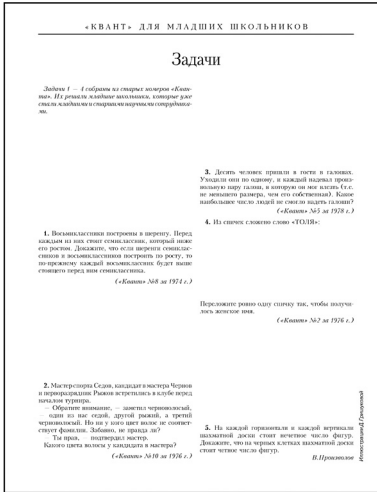 «КВАНТ» ДЛЯ МЛАДШИХ ШКОЛЬНИКОВ
Задачи
Задачи 1 — 4 собраны из старых номеров «Кван-
та». Их решали младшие школьники, которые уже
стали младшими и старшими научными сотрудника-
ми.
1. Восьмиклассники построены в шеренгу. Перед
каждым из них стоит семиклассник, который ниже
его ростом. Докажите, что если шеренги семиклас-
сников и восьмиклассников построить по росту, то
по-прежнему каждый восьмиклассник будет выше
стоящего перед ним семиклассника.
(«Квант» №8 за 1974 г.)
2. Мастер спорта Седов, кандидат в мастера Чернов
и перворазрядник Рыжов встретились в клубе перед
началом турнира.
— Обратите внимание, — заметил черноволосый,
— один из нас седой, другой рыжий, а третий
черноволосый. Но ни у кого цвет волос не соответ-
ствует фамилии. Забавно, не правда ли?
— Ты прав, — подтвердил мастер.
Какого цвета волосы у кандидата в мастера?
(«Квант» №10 за 1976 г.)
3. Десять человек пришли в гости в галошах.
Уходили они по одному, и каждый надевал произ-
вольную пару галош, в которую он мог влезть (т.е.
не меньшего размера, чем его собственная). Какое
наибольшее число людей не смогло надеть галоши?
(«Квант» №5 за 1978 г.)
4. Из спичек сложено слово «ТОЛЯ»:
Переложите ровно одну спичку так, чтобы получи-
лось женское имя.
(«Квант» №2 за 1976 г.)
5. На каждой горизонтали и каждой вертикали
шахматной доски стоит нечетное число фигур.
Докажите, что на черных клетках шахматной доски
стоит четное число фигур.
В.Произволов
Иллюстрации Д.Гришуковой